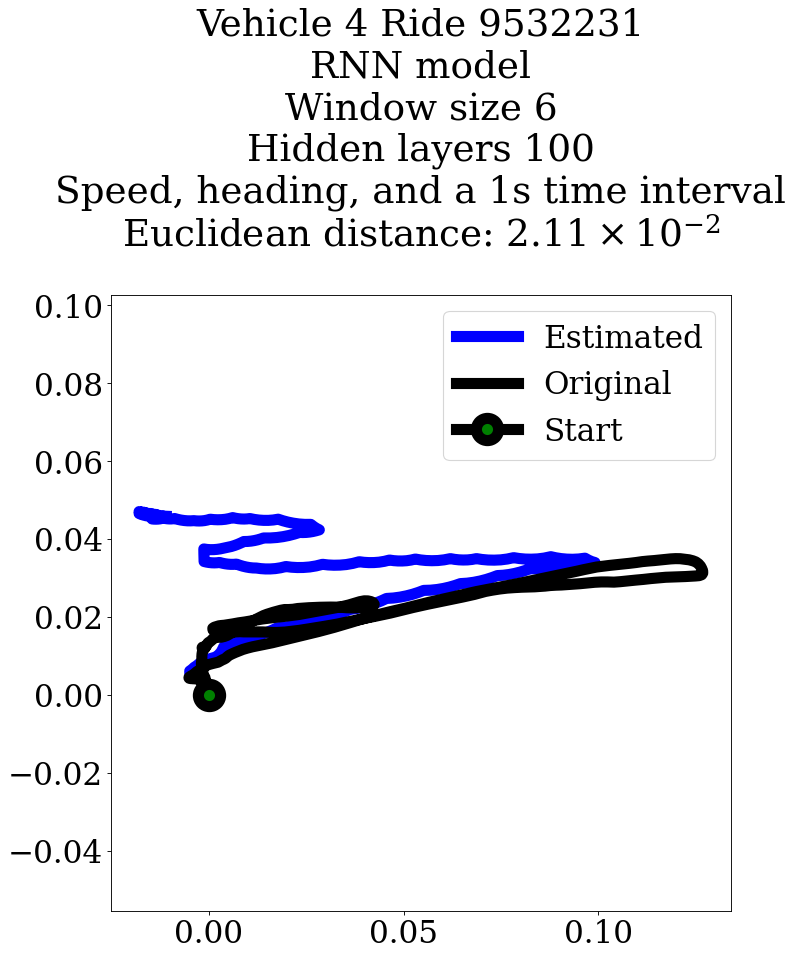 Vehicle 4 Ride 9532231
RNN model
Window size 6
Hidden layers 100
Speed, heading, and a 1s time interval
Euclidean distance: 2.11 × 10⁻²
0.10
0.08
0.06
0.04
0.02
0.00
−0.02
−0.04
Estimated
Original
Start
0.00
0.05
0.10